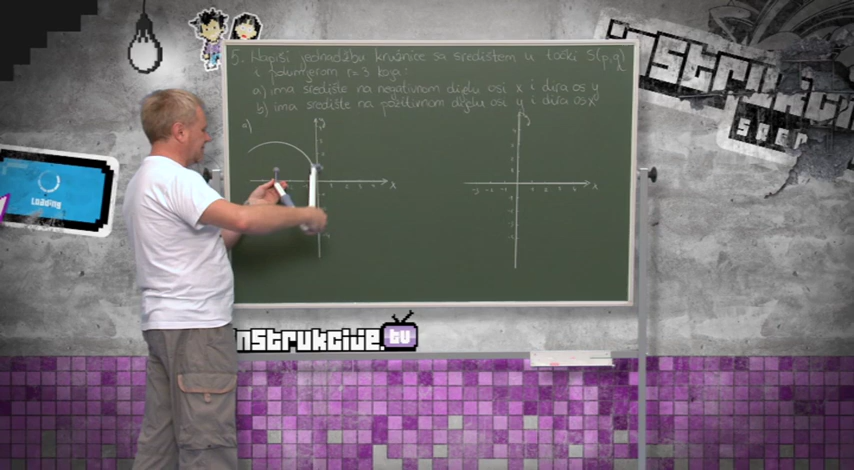 5. Napiši jednadžbu kružnice sa središtem u točki S(p,q)
i polumjerom r=3 koja:
a) ima središte na negativnom dijelu osi x i dira os y
b) ima središte na pozitivnom dijelu osi y i dira os x
a)
y
y
x
x
Loading
instrukcije.tv